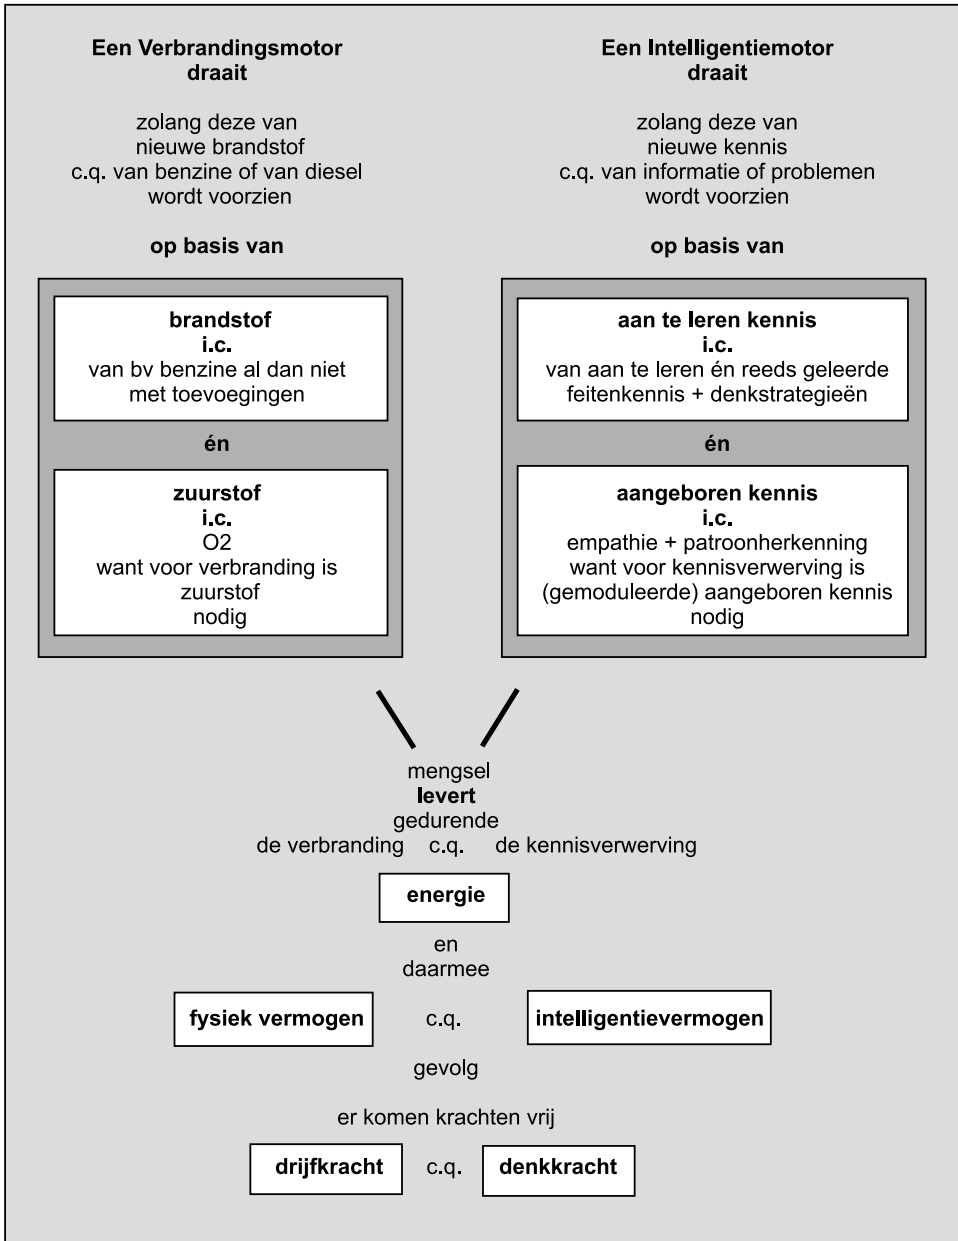 Een Verbrandingsmotor
draait
zolang deze van
nieuwe brandstof
c.q. van benzine of van diesel
wordt voorzien
op basis van
brandstof
i.c.
van bv benzine al dan niet
met toevoegingen
én
zuurstof
i.c.
O2
want voor verbranding is
zuurstof
nodig
Een Intelligentiemotor
draait
zolang deze van
nieuwe kennis
c.q. van informatie of problemen
wordt voorzien
op basis van
aan te leren kennis
i.c.
van aan te leren én reeds geleerde
feitenkennis + denkstrategieën
én
aangeboren kennis
i.c.
empathie + patroonherkenning
want voor kennisverwerving is
(gemoduleerde) aangeboren kennis
nodig
mengsel
levert
gedurende
de verbranding c.q. de kennisverwerving
energie
en
daarmee
fysiek vermogen c.q. intelligentievermogen
gevolg
er komen krachten vrij
drijfkracht c.q. denkkracht